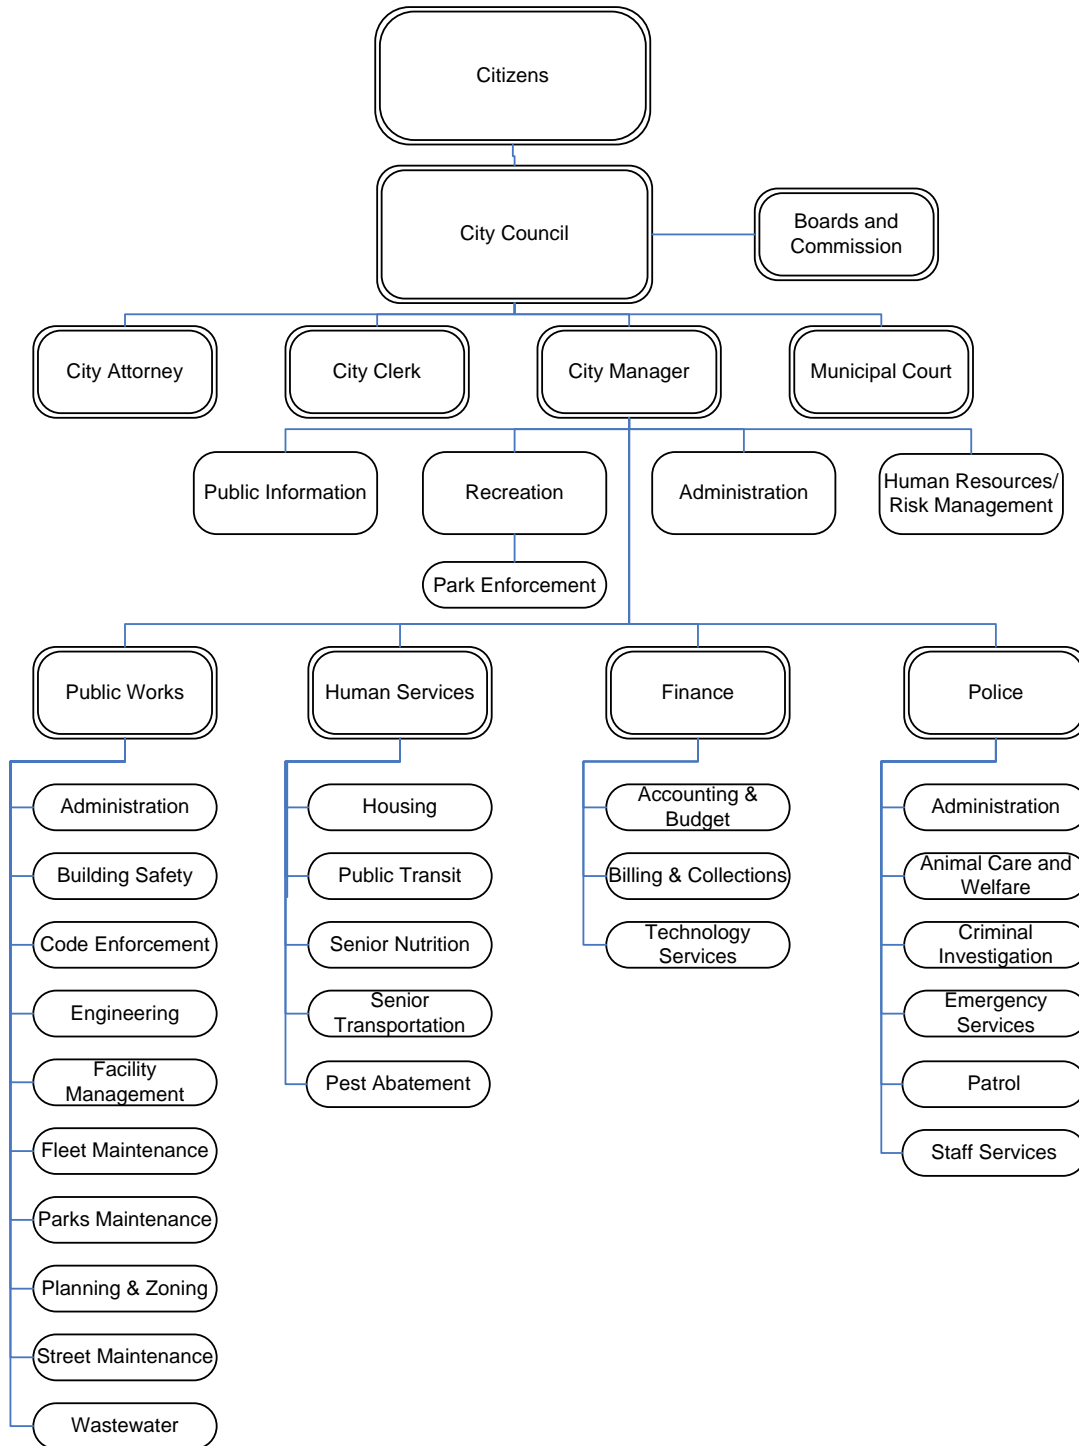 Citizens
City Council
Boards and
Commission
City Attorney
City Clerk
City Manager
Municipal Court
Public Information
Recreation
Administration
Human Resources/
Risk Management
Park Enforcement
Public Works
Human Services
Finance
Police
Administration
Building Safety
Code Enforcement
Engineering
Facility
Management
Fleet Maintenance
Parks Maintenance
Planning & Zoning
Street Maintenance
Wastewater
Housing
Public Transit
Senior Nutrition
Senior
Transportation
Pest Abatement
Accounting &
Budget
Billing & Collections
Technology
Services
Administration
Animal Care and
Welfare
Criminal
Investigation
Emergency
Services
Patrol
Staff Services